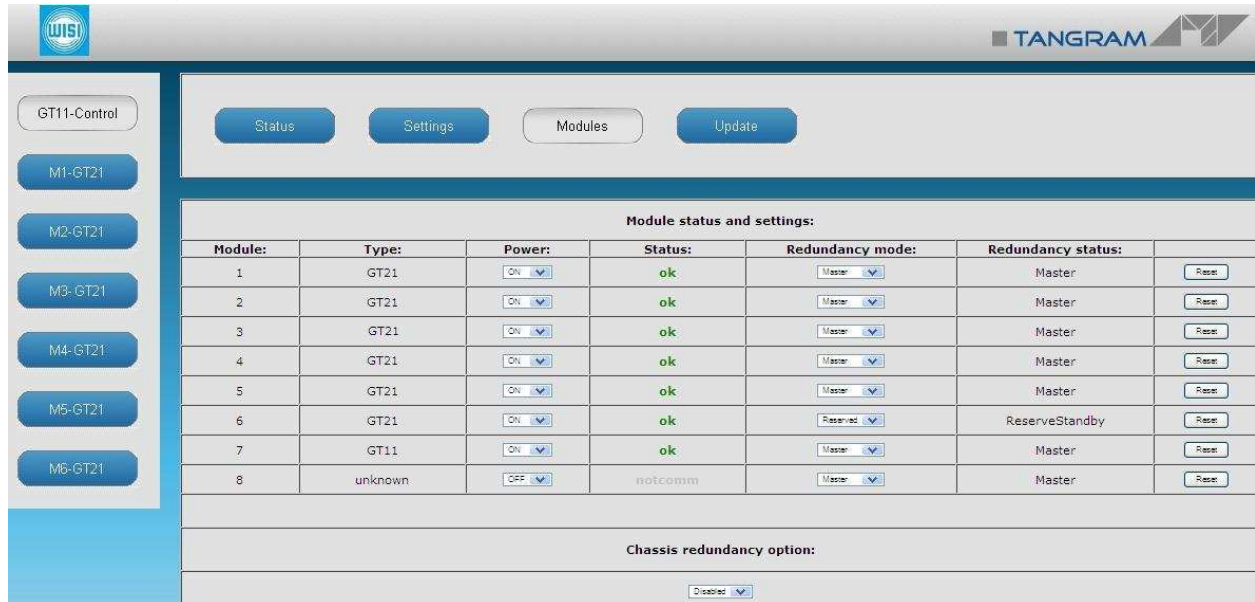 WISI
TANGRAM
GT11-Control
M1-GT21
M2-GT21
M3-GT21
M4-GT21
M5-GT21
M6-GT21
Status Settings Modules Update
Module status and settings:
Module: Type: Power: Status: Redundancy mode: Redundancy status:
1 GT21 ON ok Master Master Reset
2 GT21 ON ok Master Master Reset
3 GT21 ON ok Master Master Reset
4 GT21 ON ok Master Master Reset
5 GT21 ON ok Master Master Reset
6 GT21 ON ok Reserved ReserveStandby Reset
7 GT11 ON ok Master Master Reset
8 unknown OFF notcomm Master Master Reset
Chassis redundancy option:
Disabled